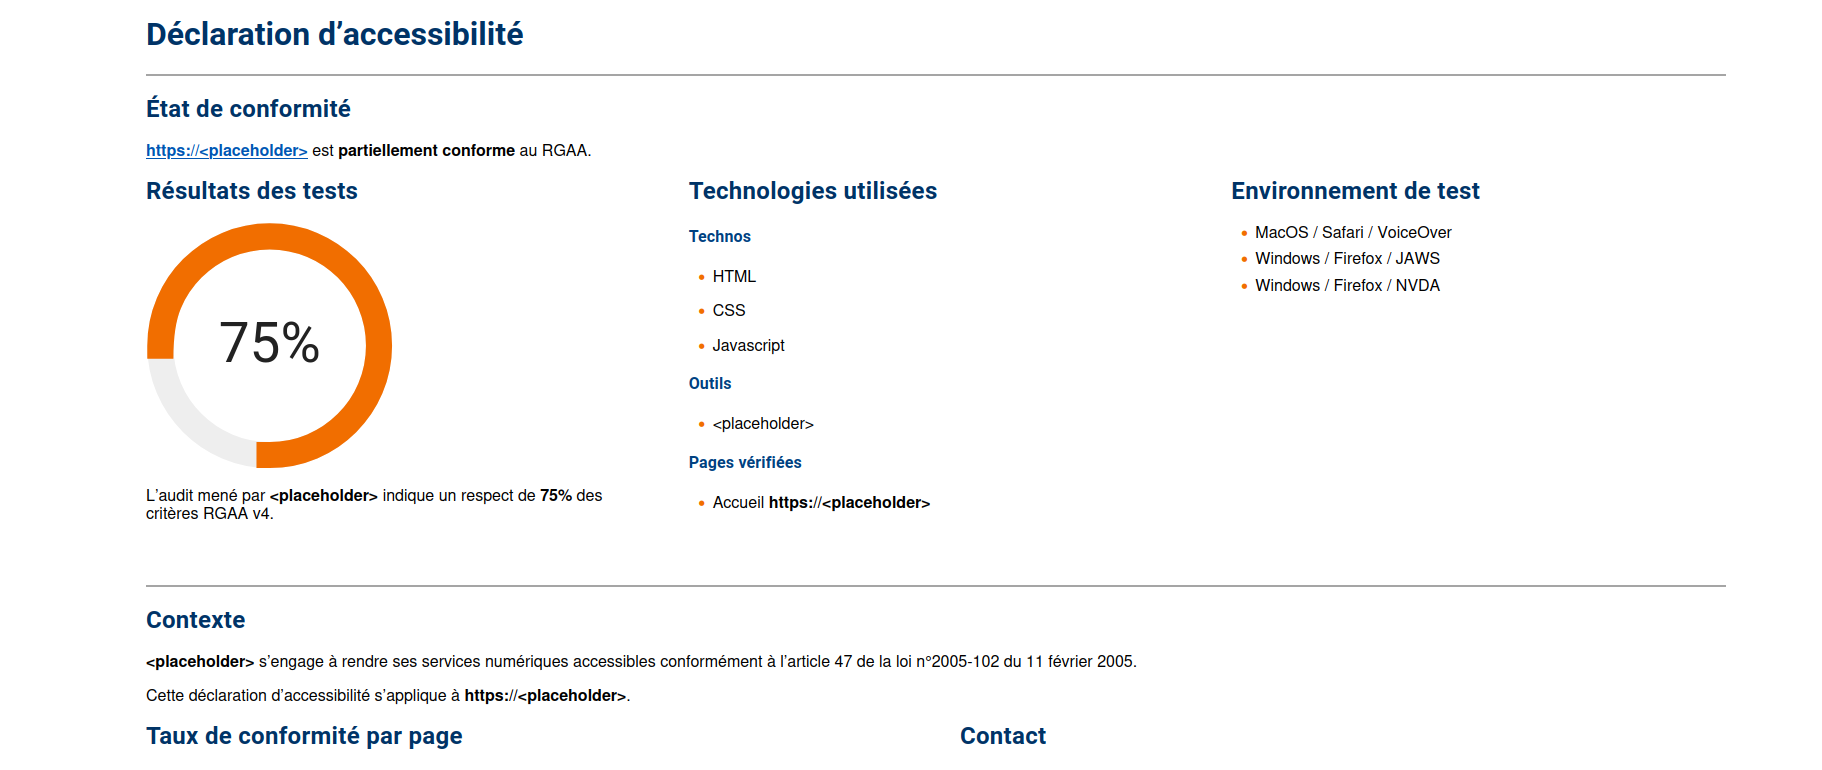 Déclaration d’accessibilité
État de conformité
https://<placeholder> est partiellement conforme au RGAA.
Résultats des tests
75%
L’audit mené par <placeholder> indique un respect de 75% des
critères RGAA v4.
Technologies utilisées
Technos
HTML
CSS
Javascript
Outils
<placeholder>
Pages vérifiées
Accueil https://<placeholder>
Environnement de test
MacOS / Safari / VoiceOver
Windows / Firefox / JAWS
Windows / Firefox / NVDA
Contexte
<placeholder> s’engage à rendre ses services numériques accessibles conformément à l’article 47 de la loi n°2005-102 du 11 février 2005.
Cette déclaration d’accessibilité s’applique à https://<placeholder>.
Taux de conformité par page
Contact